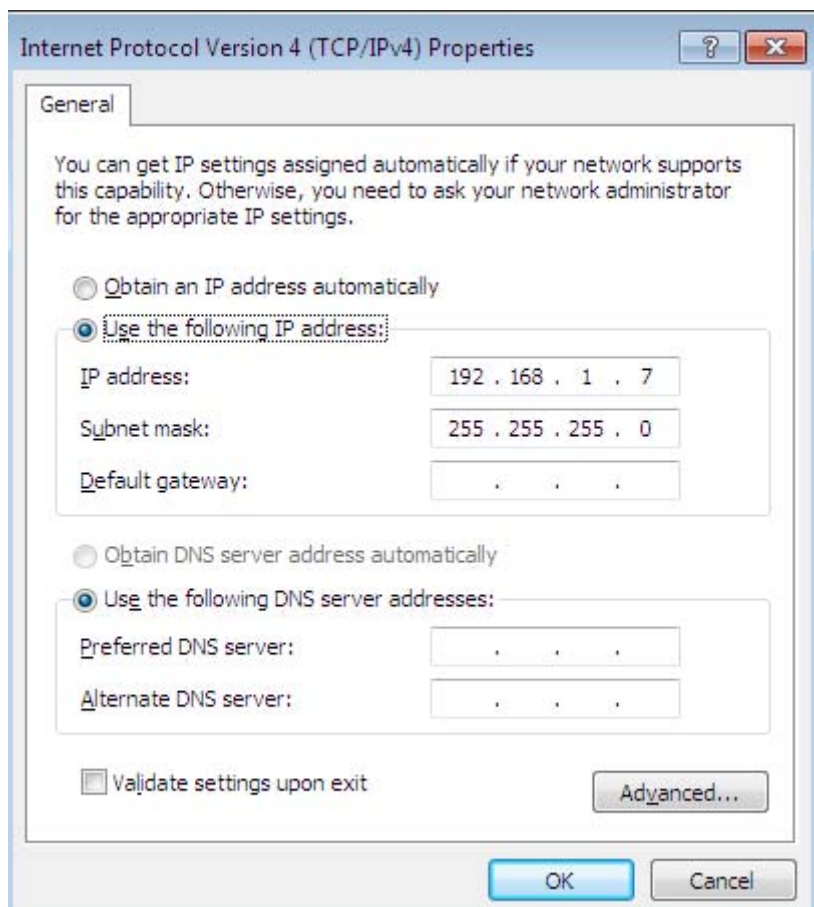 Internet Protocol Version 4 (TCP/IPv4) Properties
General
You can get IP settings assigned automatically if your network supports
this capability. Otherwise, you need to ask your network administrator
for the appropriate IP settings.
Obtain an IP address automatically
Use the following IP address:
IP address: 192 . 168 . 1 . 7
Subnet mask: 255 . 255 . 255 . 0
Default gateway: . . .
Obtain DNS server address automatically
Use the following DNS server addresses:
Preferred DNS server: . . .
Alternate DNS server: . . .
Validate settings upon exit
Advanced...
OK Cancel